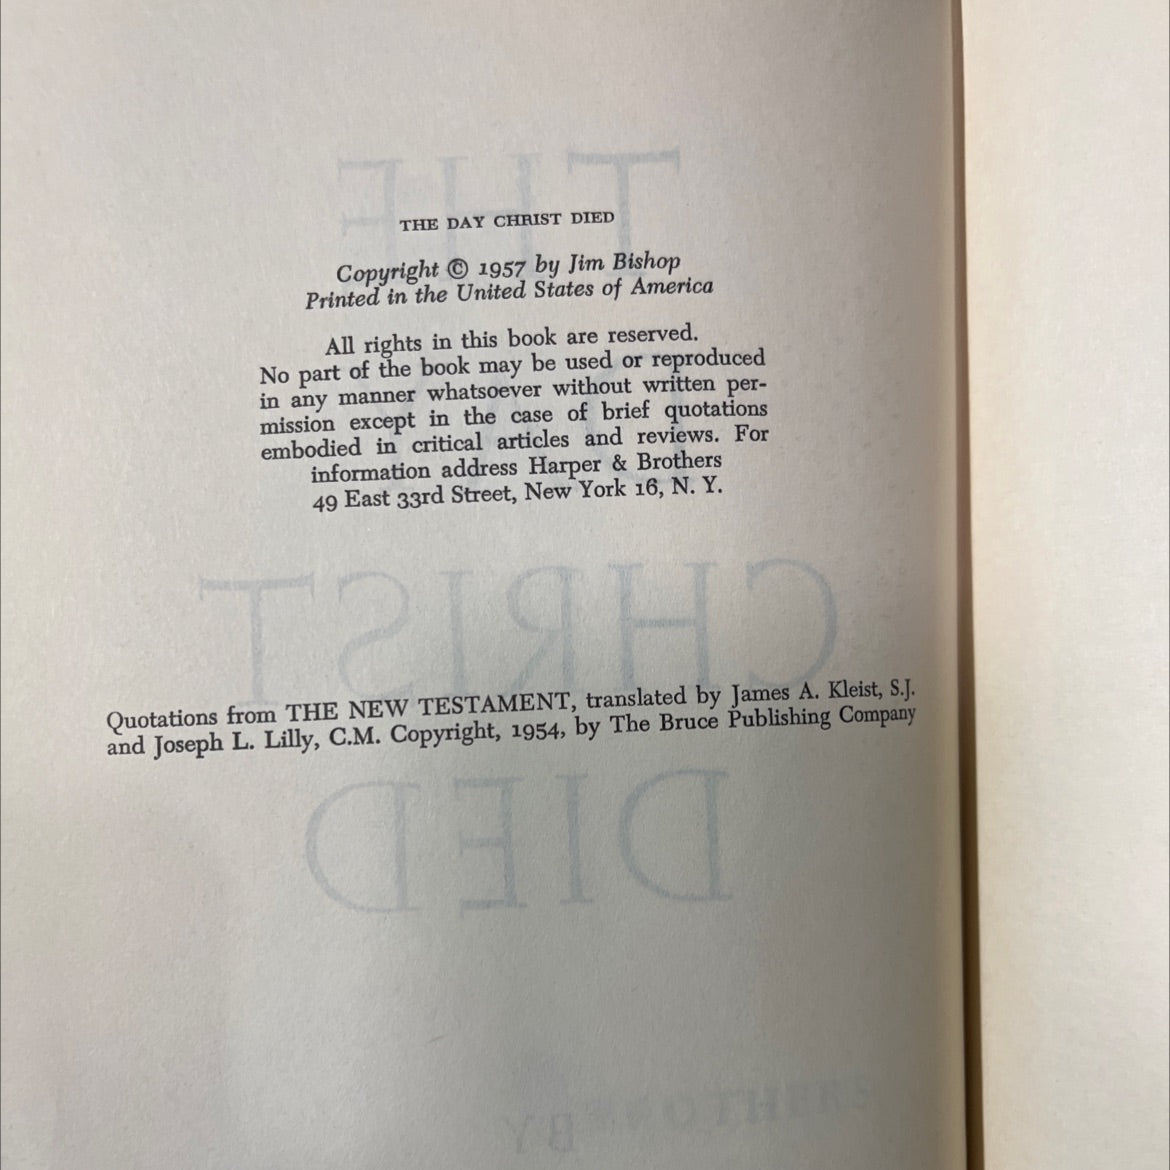 THE DAY CHRIST DIED
Copyright © 1957 by Jim Bishop
Printed in the United States of America
All rights in this book are reserved.
No part of the book may be used or reproduced
in any manner whatsoever without written per-
mission except in the case of brief quotations
embodied in critical articles and reviews. For
information address Harper & Brothers
49 East 33rd Street, New York 16, N. Y.
Quotations from THE NEW TESTAMENT, translated by James A. Kleist, S.J.
and Joseph L. Lilly, C.M. Copyright, 1954, by The Bruce Publishing Company